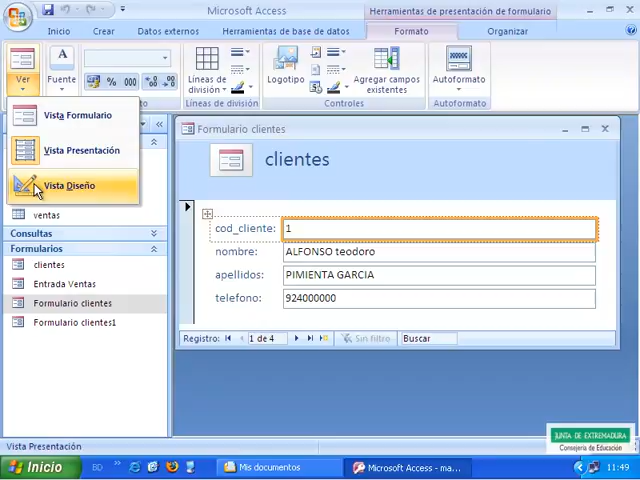 Microsoft Access
Herramientas de presentación de formulario
Inicio
Crear
Datos externos
Herramientas de base de datos
Formato
Organizar
Ver
Fuente
% 000
Líneas de división
Logotipo
Agregar campos existentes
Autoformato
Líneas de división
Controles
Autoformato
Vista Formulario
Vista Presentación
Vista Diseño
ventas
Consultas
Formularios
clientes
Entrada Ventas
Formulario clientes
Formulario clientes1
Formulario clientes
clientes
cod_cliente: 1
nombre: ALFONSO teodoro
apellidos: PIMIENTA GARCIA
telefono: 924000000
Registro: 1 de 4 Sin filtro Buscar
JUNTA DE EXTREMADURA
Consejería de Educación
Vista Presentación
Inicio
BD
Mis documentos
Microsoft Access - ma...
11:49